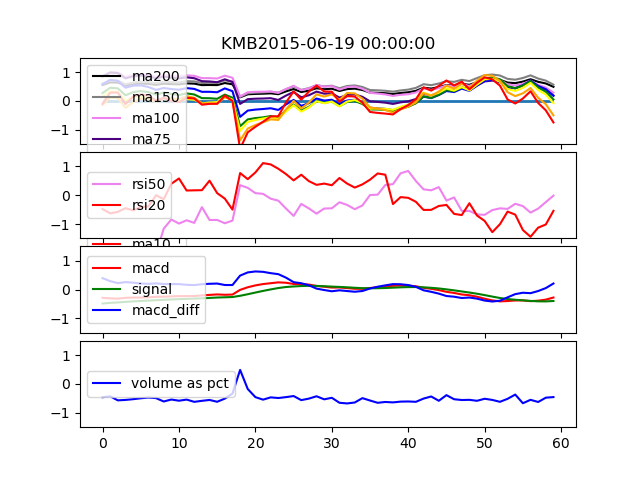 KMB2015-06-19 00:00:00
1
0
−1
ma200
ma150
ma100
ma75
1
0
−1
rsi50
rsi20
ma10
1
0
−1
macd
signal
macd_diff
1
0
−1
volume as pct
0 10 20 30 40 50 60